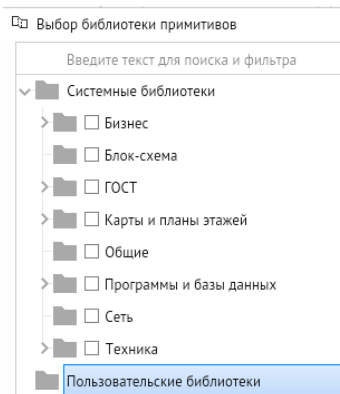 Выбор библиотеки примитивов
Введите текст для поиска и фильтра
Системные библиотеки
Бизнес
Блок-схема
ГОСТ
Карты и планы этажей
Общие
Программы и базы данных
Сеть
Техника
Пользовательские библиотеки